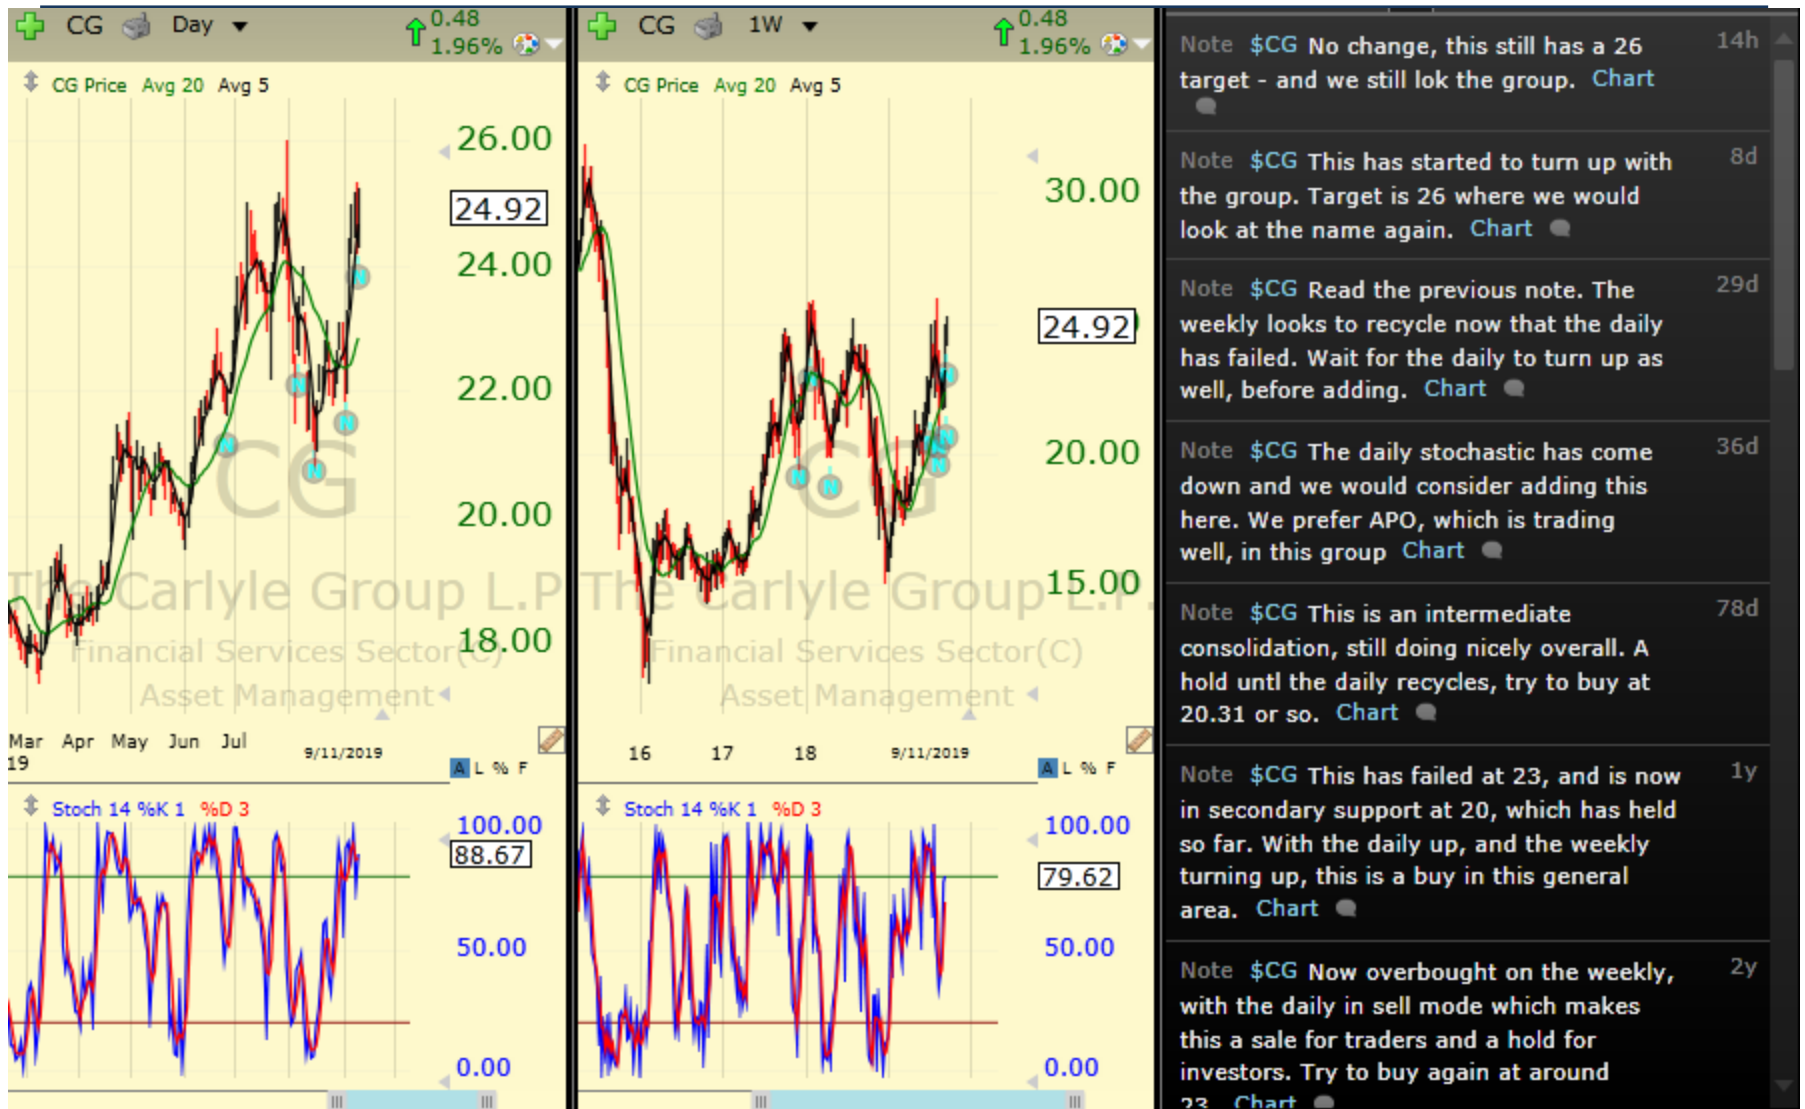 CG Day
0.48
1.96%
CG Price Avg 20 Avg 5
26.00
24.92
24.00
22.00
20.00
18.00
CG
The Carlyle Group L.P
Financial Services Sector(C)
Asset Management
N
N
N
N
N
Mar Apr May Jun Jul 9/11/2019
19
A L % F
Stoch 14 %K 1 %D 3
100.00
88.67
50.00
0.00
CG 1W
0.48
1.96%
CG Price Avg 20 Avg 5
30.00
24.92
20.00
15.00
CG
The Carlyle Group L.P.
Financial Services Sector(C)
Asset Management
N
N
N
N
N
N
16 17 18 9/11/2019
A L % F
Stoch 14 %K 1 %D 3
100.00
79.62
50.00
0.00
Note $CG No change, this still has a 26 14h
target - and we still lok the group. Chart
Note $CG This has started to turn up with 8d
the group. Target is 26 where we would
look at the name again. Chart
Note $CG Read the previous note. The 29d
weekly looks to recycle now that the daily
has failed. Wait for the daily to turn up as
well, before adding. Chart
Note $CG The daily stochastic has come 36d
down and we would consider adding this
here. We prefer APO, which is trading
well, in this group Chart
Note $CG This is an intermediate 78d
consolidation, still doing nicely overall. A
hold untl the daily recycles, try to buy at
20.31 or so. Chart
Note $CG This has failed at 23, and is now 1y
in secondary support at 20, which has held
so far. With the daily up, and the weekly
turning up, this is a buy in this general
area. Chart
Note $CG Now overbought on the weekly, 2y
with the daily in sell mode which makes
this a sale for traders and a hold for
investors. Try to buy again at around
23. Chart